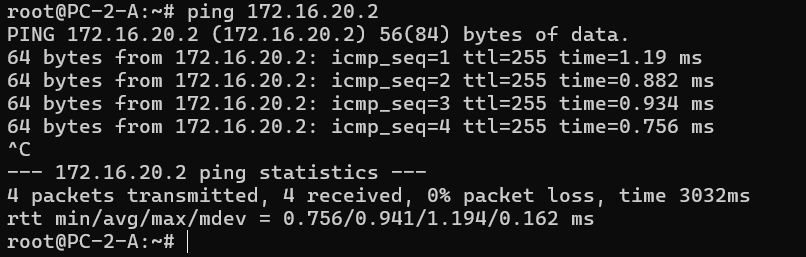 root@PC-2-A:~# ping 172.16.20.2
PING 172.16.20.2 (172.16.20.2) 56(84) bytes of data.
64 bytes from 172.16.20.2: icmp_seq=1 ttl=255 time=1.19 ms
64 bytes from 172.16.20.2: icmp_seq=2 ttl=255 time=0.882 ms
64 bytes from 172.16.20.2: icmp_seq=3 ttl=255 time=0.934 ms
64 bytes from 172.16.20.2: icmp_seq=4 ttl=255 time=0.756 ms
^C
--- 172.16.20.2 ping statistics ---
4 packets transmitted, 4 received, 0% packet loss, time 3032ms
rtt min/avg/max/mdev = 0.756/0.941/1.194/0.162 ms
root@PC-2-A:~#